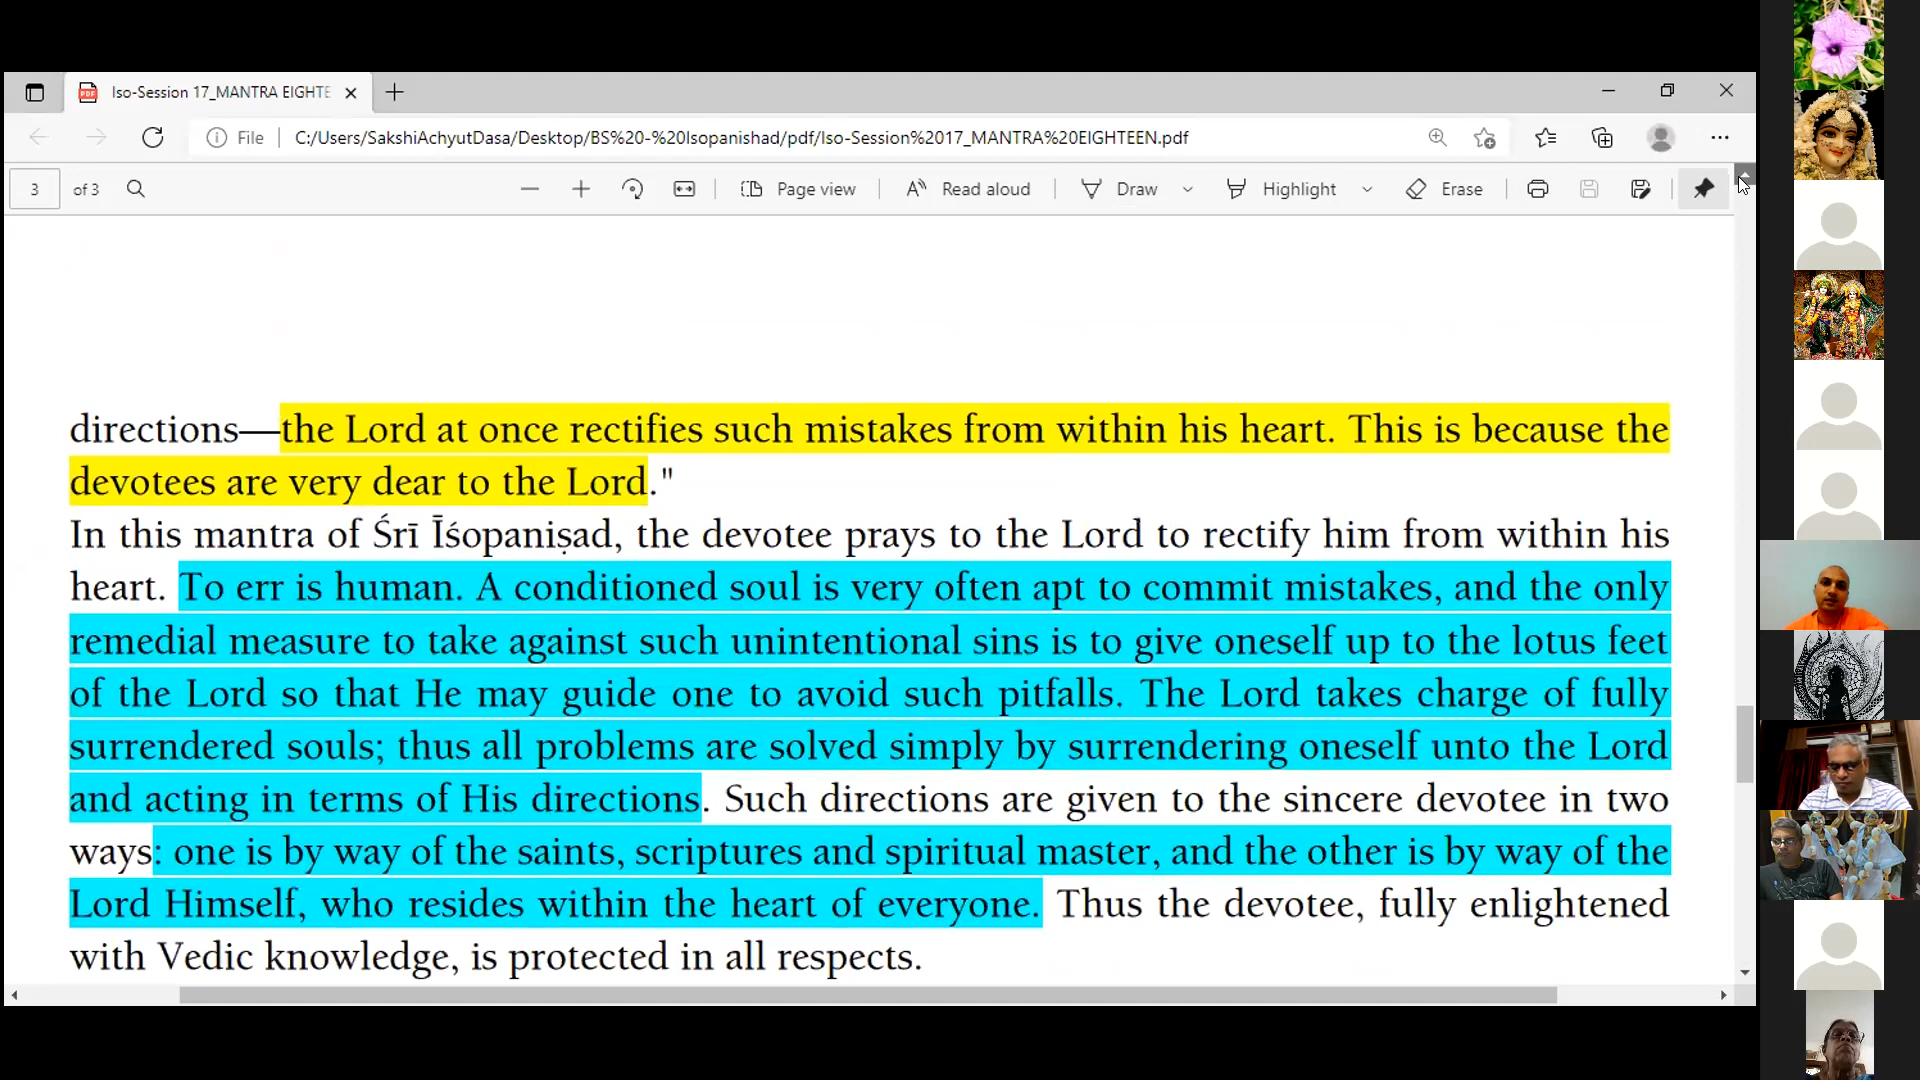 Iso-Session 17_MANTRA EIGHTE
File
C:/Users/SakshiAchyutDasa/Desktop/BS%20-%20Isopanishad/pdf/Iso-Session%2017_MANTRA%20EIGHTEEN.pdf
3 of 3
Page view
Read aloud
Draw
Highlight
Erase
directions—the Lord at once rectifies such mistakes from within his heart. This is because the
devotees are very dear to the Lord."
In this mantra of Śrī Īśopaniṣad, the devotee prays to the Lord to rectify him from within his
heart. To err is human. A conditioned soul is very often apt to commit mistakes, and the only
remedial measure to take against such unintentional sins is to give oneself up to the lotus feet
of the Lord so that He may guide one to avoid such pitfalls. The Lord takes charge of fully
surrendered souls; thus all problems are solved simply by surrendering oneself unto the Lord
and acting in terms of His directions. Such directions are given to the sincere devotee in two
ways: one is by way of the saints, scriptures and spiritual master, and the other is by way of the
Lord Himself, who resides within the heart of everyone. Thus the devotee, fully enlightened
with Vedic knowledge, is protected in all respects.